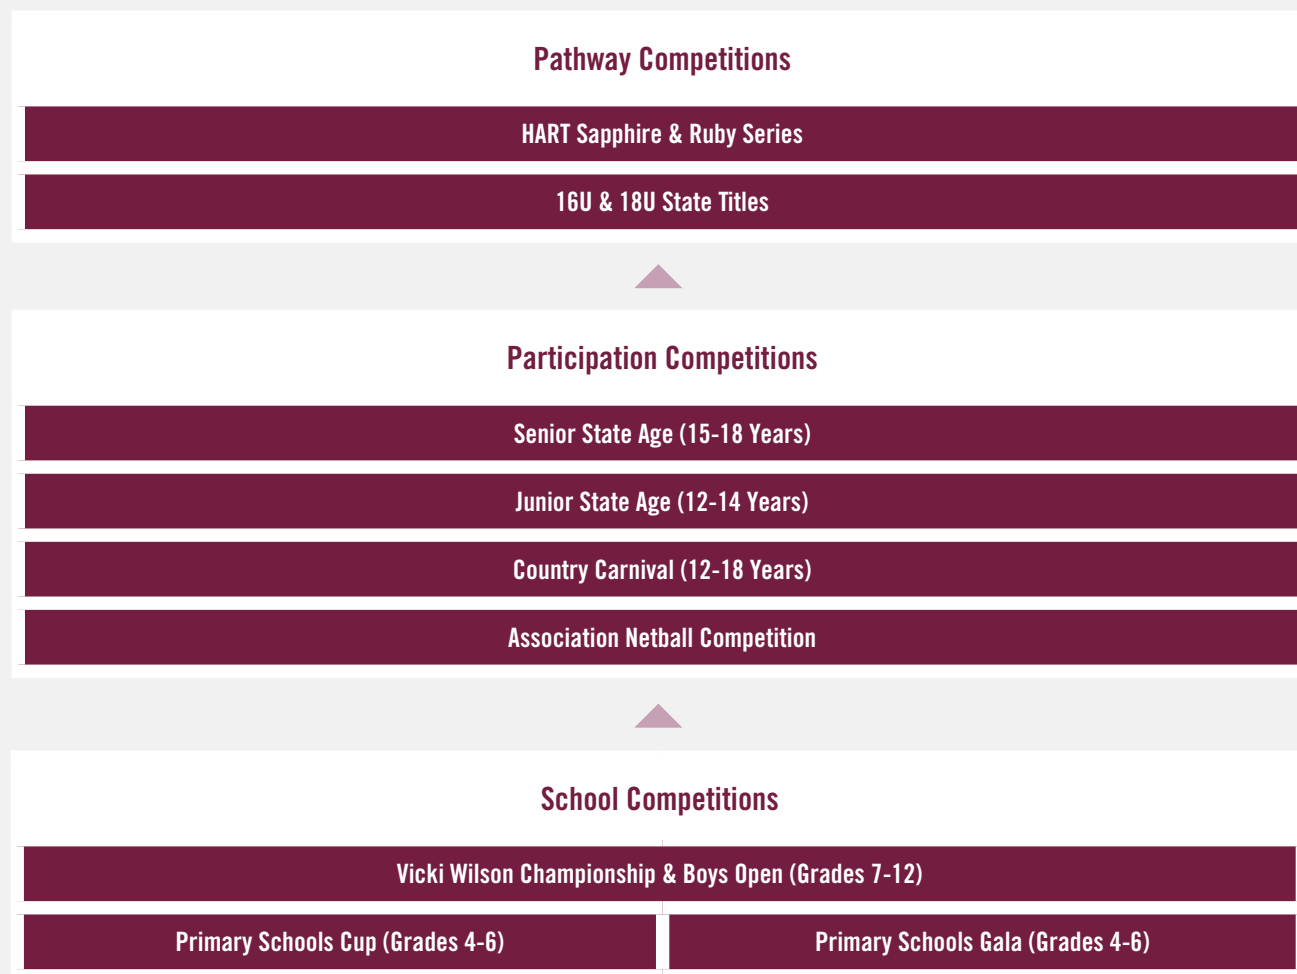 Pathway Competitions
HART Sapphire & Ruby Series
16U & 18U State Titles
Participation Competitions
Senior State Age (15-18 Years)
Junior State Age (12-14 Years)
Country Carnival (12-18 Years)
Association Netball Competition
School Competitions
Vicki Wilson Championship & Boys Open (Grades 7-12)
Primary Schools Cup (Grades 4-6)
Primary Schools Gala (Grades 4-6)